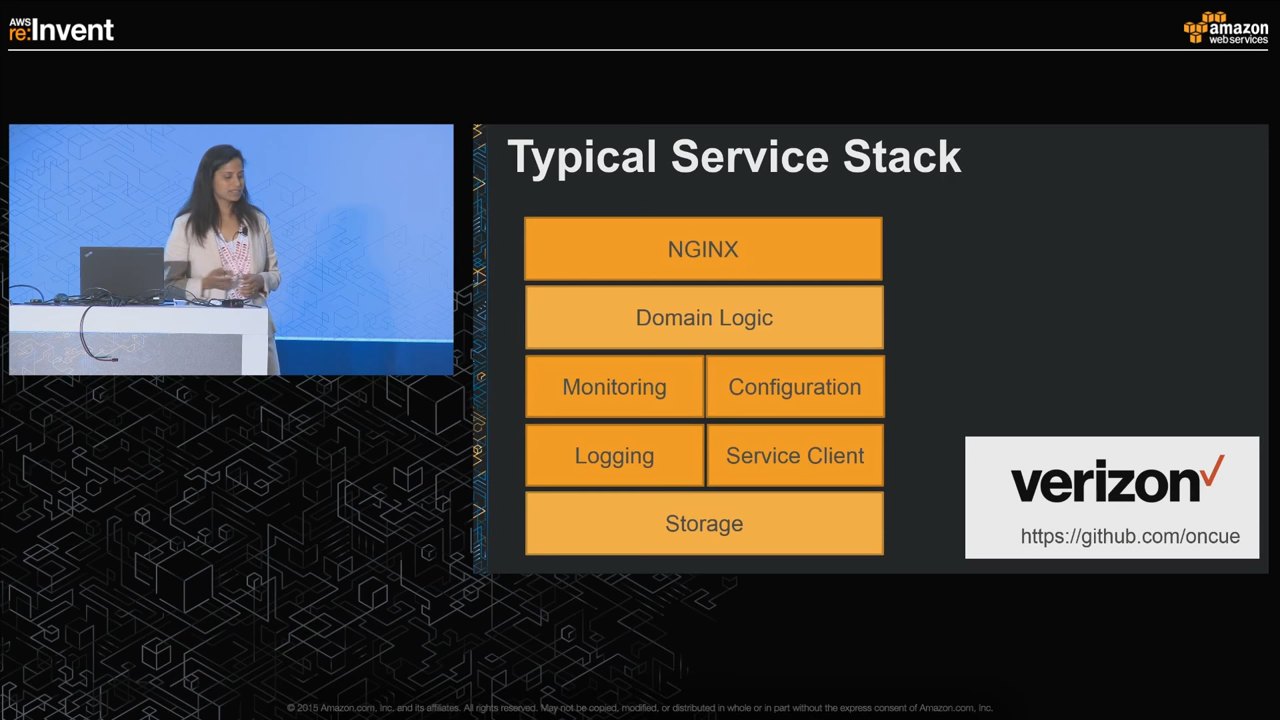 AWS
re:Invent
amazon
web services
Typical Service Stack
NGINX
Domain Logic
Monitoring
Configuration
Logging
Service Client
Storage
verizon✓
https://github.com/oncue
© 2015 Amazon.com, Inc. and its affiliates. All rights reserved. May not be copied, modified, or distributed in whole or in part without the express consent of Amazon.com, Inc.